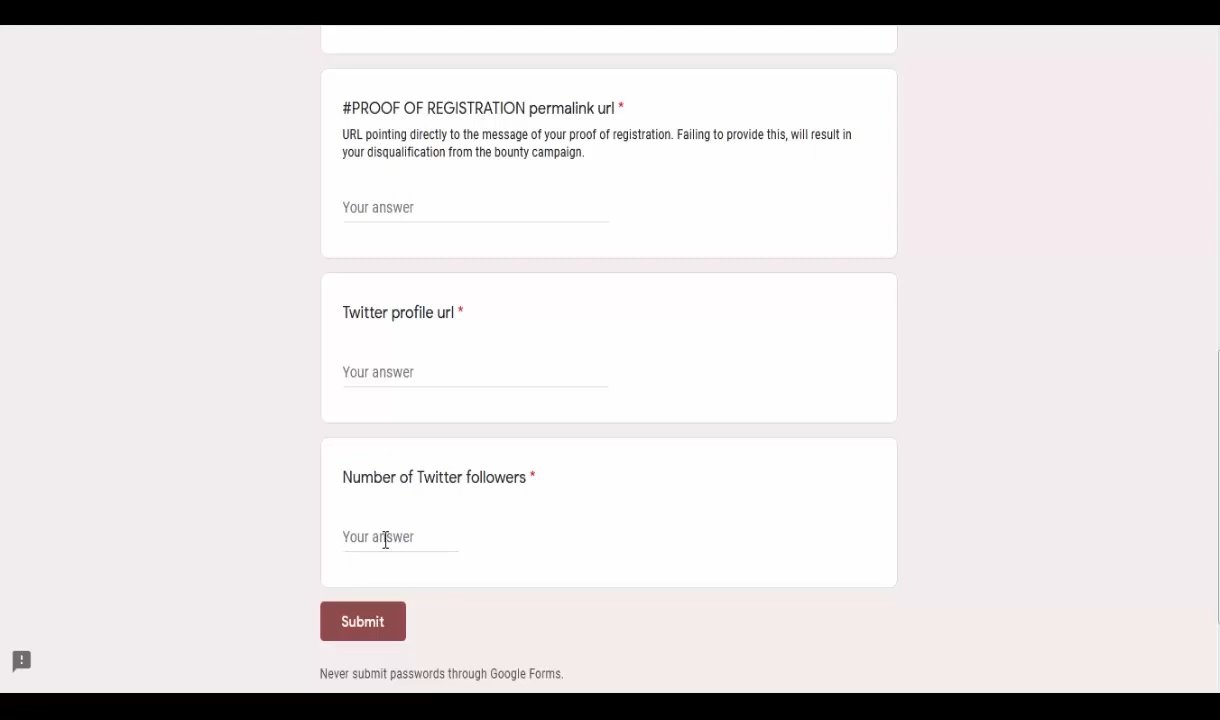 #PROOF OF REGISTRATION permalink url *
URL pointing directly to the message of your proof of registration. Failing to provide this, will result in
your disqualification from the bounty campaign.
Your answer
Twitter profile url *
Your answer
Number of Twitter followers *
Your answer
Submit
Never submit passwords through Google Forms.